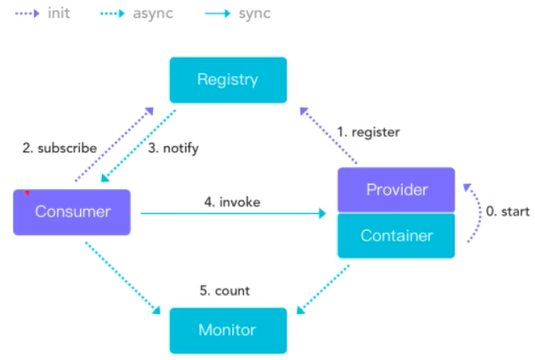 init async sync
Registry
1. register
2. subscribe
3. notify
Provider
4. invoke
0. start
Consumer
Container
5. count
Monitor